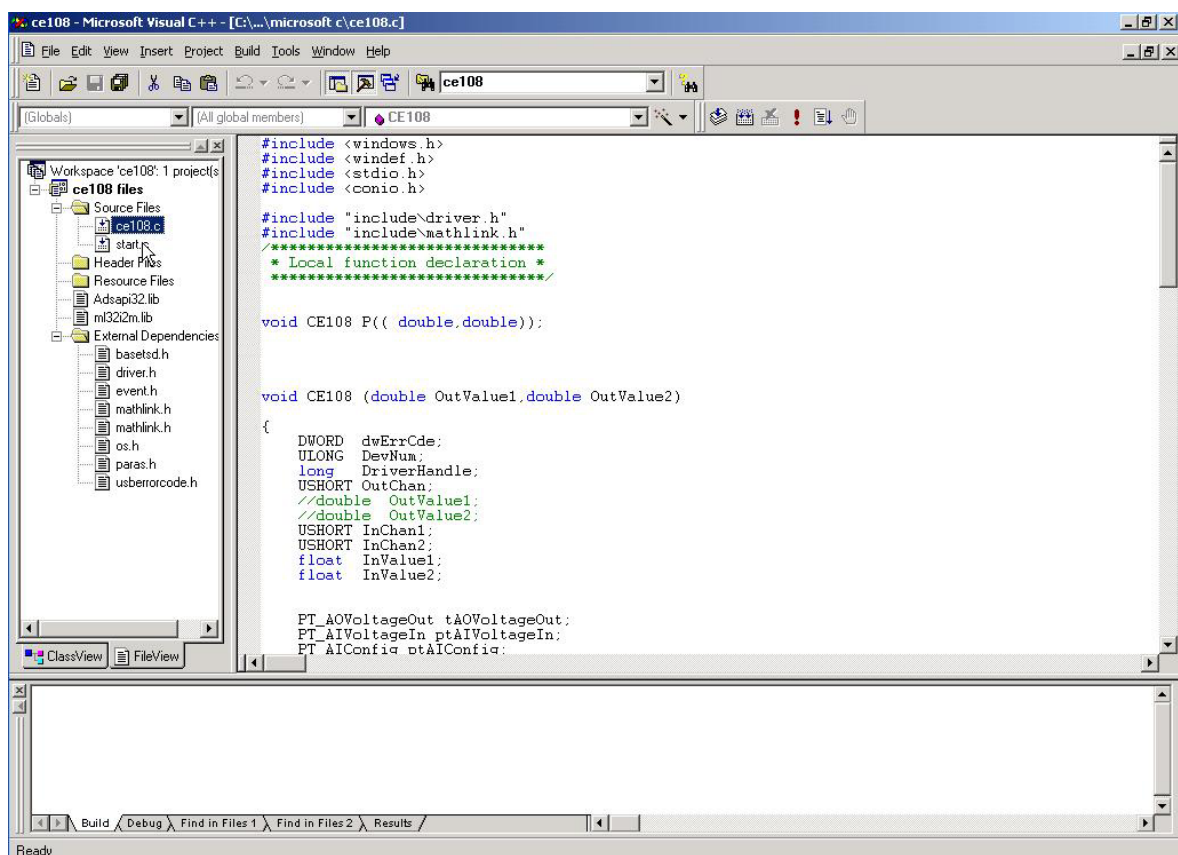 ce108 - Microsoft Visual C++ - [C:\...\microsoft c\ce108.c]
File Edit View Insert Project Build Tools Window Help
ce108
(Globals) (All global members) CE108
Workspace 'ce108': 1 project(s
ce108 files
Source Files
ce108.c
start.c
Header Files
Resource Files
Adsapi32.lib
ml32i2m.lib
External Dependencies
basetsd.h
driver.h
event.h
mathlink.h
mathlink.h
os.h
paras.h
usberrorcode.h
ClassView FileView
#include <windows.h>
#include <windef.h>
#include <stdio.h>
#include <conio.h>
#include "include\driver.h"
#include "include\mathlink.h"
/******************************
* Local function declaration *
******************************/
void CE108 P(( double,double));
void CE108 (double OutValue1,double OutValue2)
{
DWORD dwErrCde;
ULONG DevNum;
long DriverHandle;
USHORT OutChan;
//double OutValue1;
//double OutValue2;
USHORT InChan1;
USHORT InChan2;
float InValue1;
float InValue2;
PT_AOVoltageOut tAOVoltageOut;
PT_AIVoltageIn ptAIVoltageIn;
PT_AIConfig ptAIConfig;
Build Debug Find in Files 1 Find in Files 2 Results
Ready